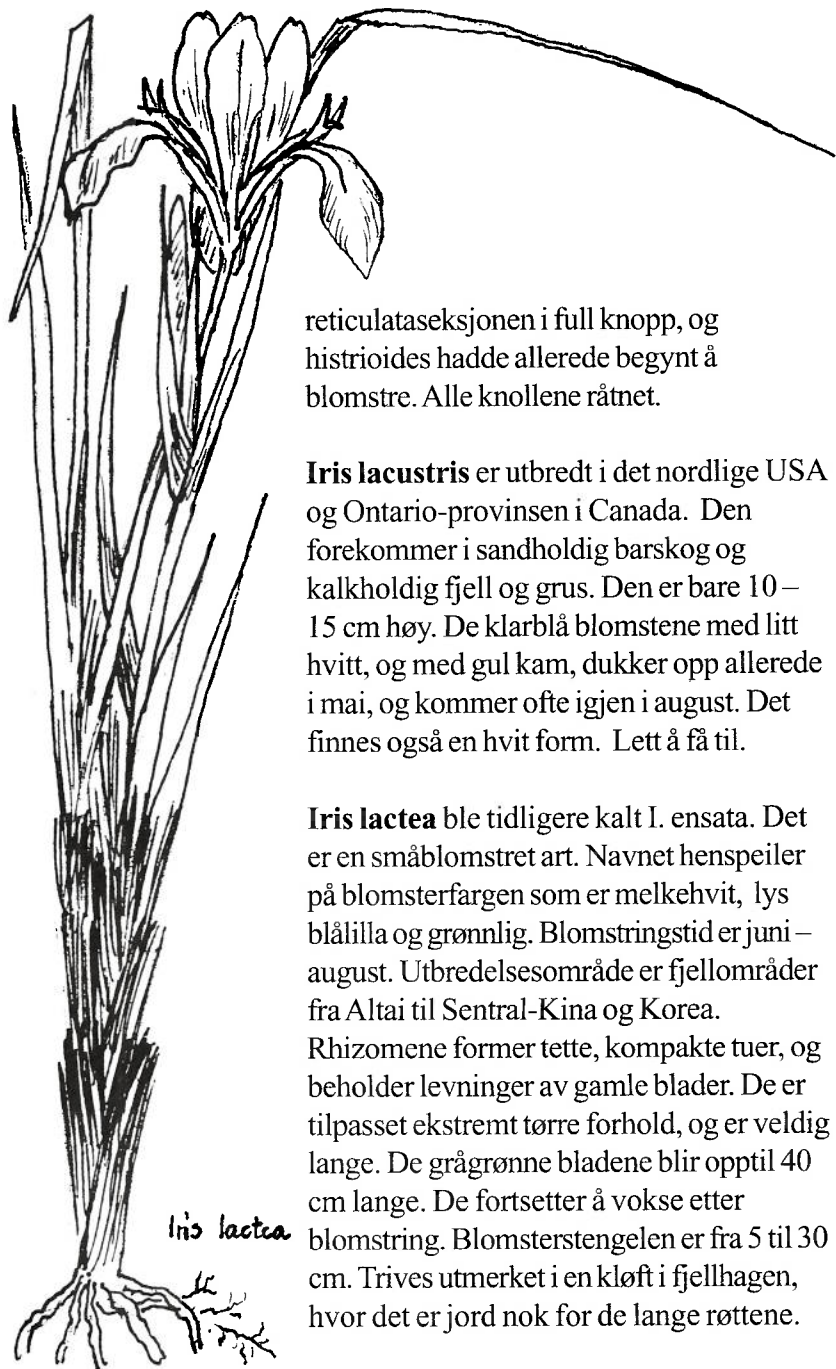 reticulataseksjonen i full knopp, og
histrioides hadde allerede begynt å
blomstre. Alle knollene råtnet.

Iris lacustris er utbredt i det nordlige USA
og Ontario-provinsen i Canada. Den
forekommer i sandholdig barskog og
kalkholdig fjell og grus. Den er bare 10 –
15 cm høy. De klarblå blomstene med litt
hvitt, og med gul kam, dukker opp allerede
i mai, og kommer ofte igjen i august. Det
finnes også en hvit form. Lett å få til.

Iris lactea ble tidligere kalt I. ensata. Det
er en småblomstret art. Navnet henspeiler
på blomsterfargen som er melkehvit, lys
blålilla og grønnlig. Blomstringstid er juni –
august. Utbredelsesområde er fjellområder
fra Altai til Sentral-Kina og Korea.
Rhizomene former tette, kompakte tuer, og
beholder levninger av gamle blader. De er
tilpasset ekstremt tørre forhold, og er veldig
lange. De grågrønne bladene blir opptil 40
cm lange. De fortsetter å vokse etter
blomstring. Blomsterstengelen er fra 5 til 30
cm. Trives utmerket i en kløft i fjellhagen,
hvor det er jord nok for de lange røttene.
Iris lactea